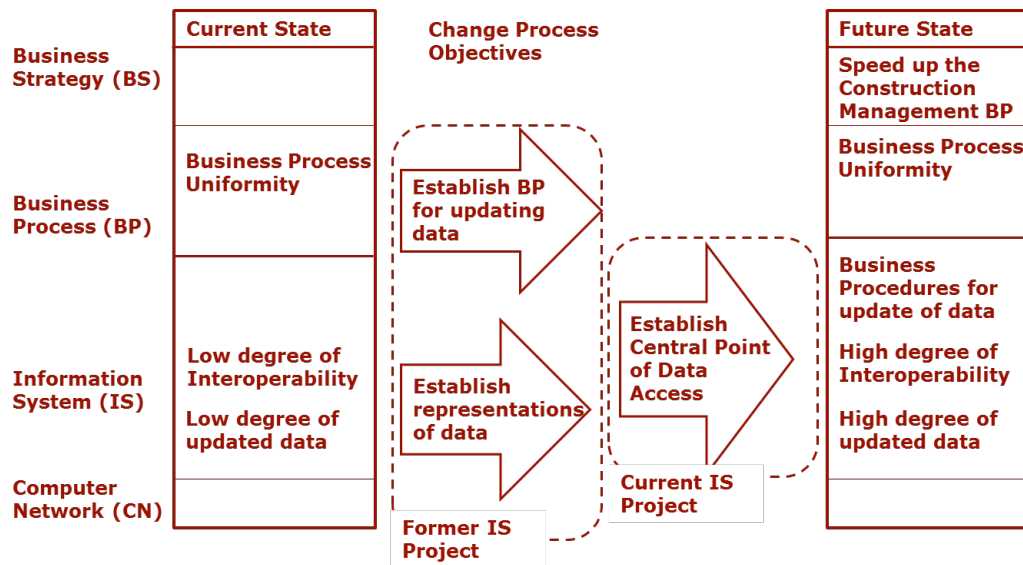 Current State
Change Process
Objectives
Future State
Business
Strategy (BS)
Speed up the
Construction
Management BP
Business Process
Uniformity
Business Process
Uniformity
Business
Process (BP)
Establish BP
for updating
data
Business
Procedures for
update of data
Low degree of
Interoperability
Establish
Central Point
of Data
Access
High degree of
Interoperability
Information
System (IS)
Low degree of
updated data
Establish
representations
of data
High degree of
updated data
Computer
Network (CN)
Former IS
Project
Current IS
Project